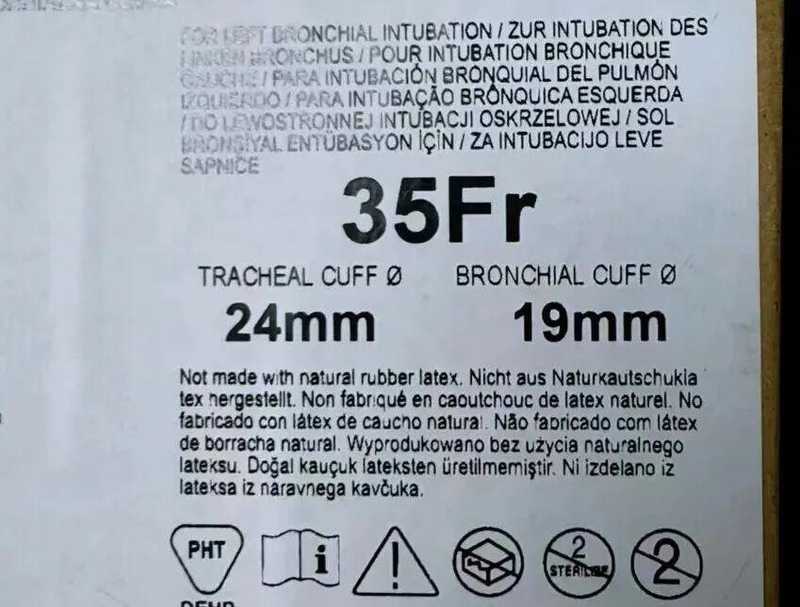 FOR LEFT BRONCHIAL INTUBATION / ZUR INTUBATION DES
LINKEN BRONCHUS / POUR INTUBATION BRONCHIQUE
GAUCHE / PARA INTUBACIÓN BRONQUIAL DEL PULMÓN
IZQUIERDO / PARA INTUBAÇÃO BRÔNQUICA ESQUERDA
/ DO LEWOSTRONNEJ INTUBACJI OSKRZELOWEJ / SOL
BRONŞİYAL ENTÜBASYON İÇİN / ZA INTUBACIJO LEVE
SAPNICE
35Fr
TRACHEAL CUFF Ø BRONCHIAL CUFF Ø
24mm 19mm
Not made with natural rubber latex. Nicht aus Naturkautschukla
tex hergestellt. Non fabriqué en caoutchouc de latex naturel. No
fabricado con látex de caucho natural. Não fabricado com látex
de borracha natural. Wyprodukowano bez użycia naturalnego
lateksu. Doğal kauçuk lateksten üretilmemiştir. Ni izdelano iz
lateksa iz naravnega kavčuka.
PHT i ! 2 STERILIZE 2
DEHP